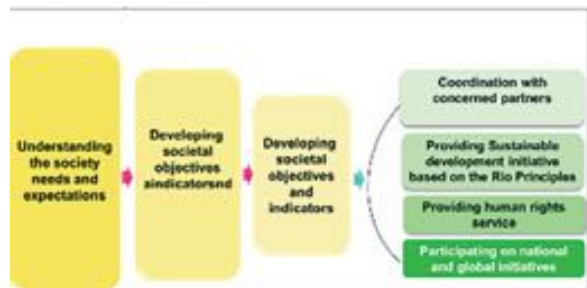 Understanding
the society
needs and
expectations
Developing
societal
objectives
aindicatorsnd
Developing
societal
objectives
and
indicators
Coordination with
concerned partners
Providing Sustainable
development initiative
based on the Rio Principles
Providing human rights
service
Participating on national
and global initiatives